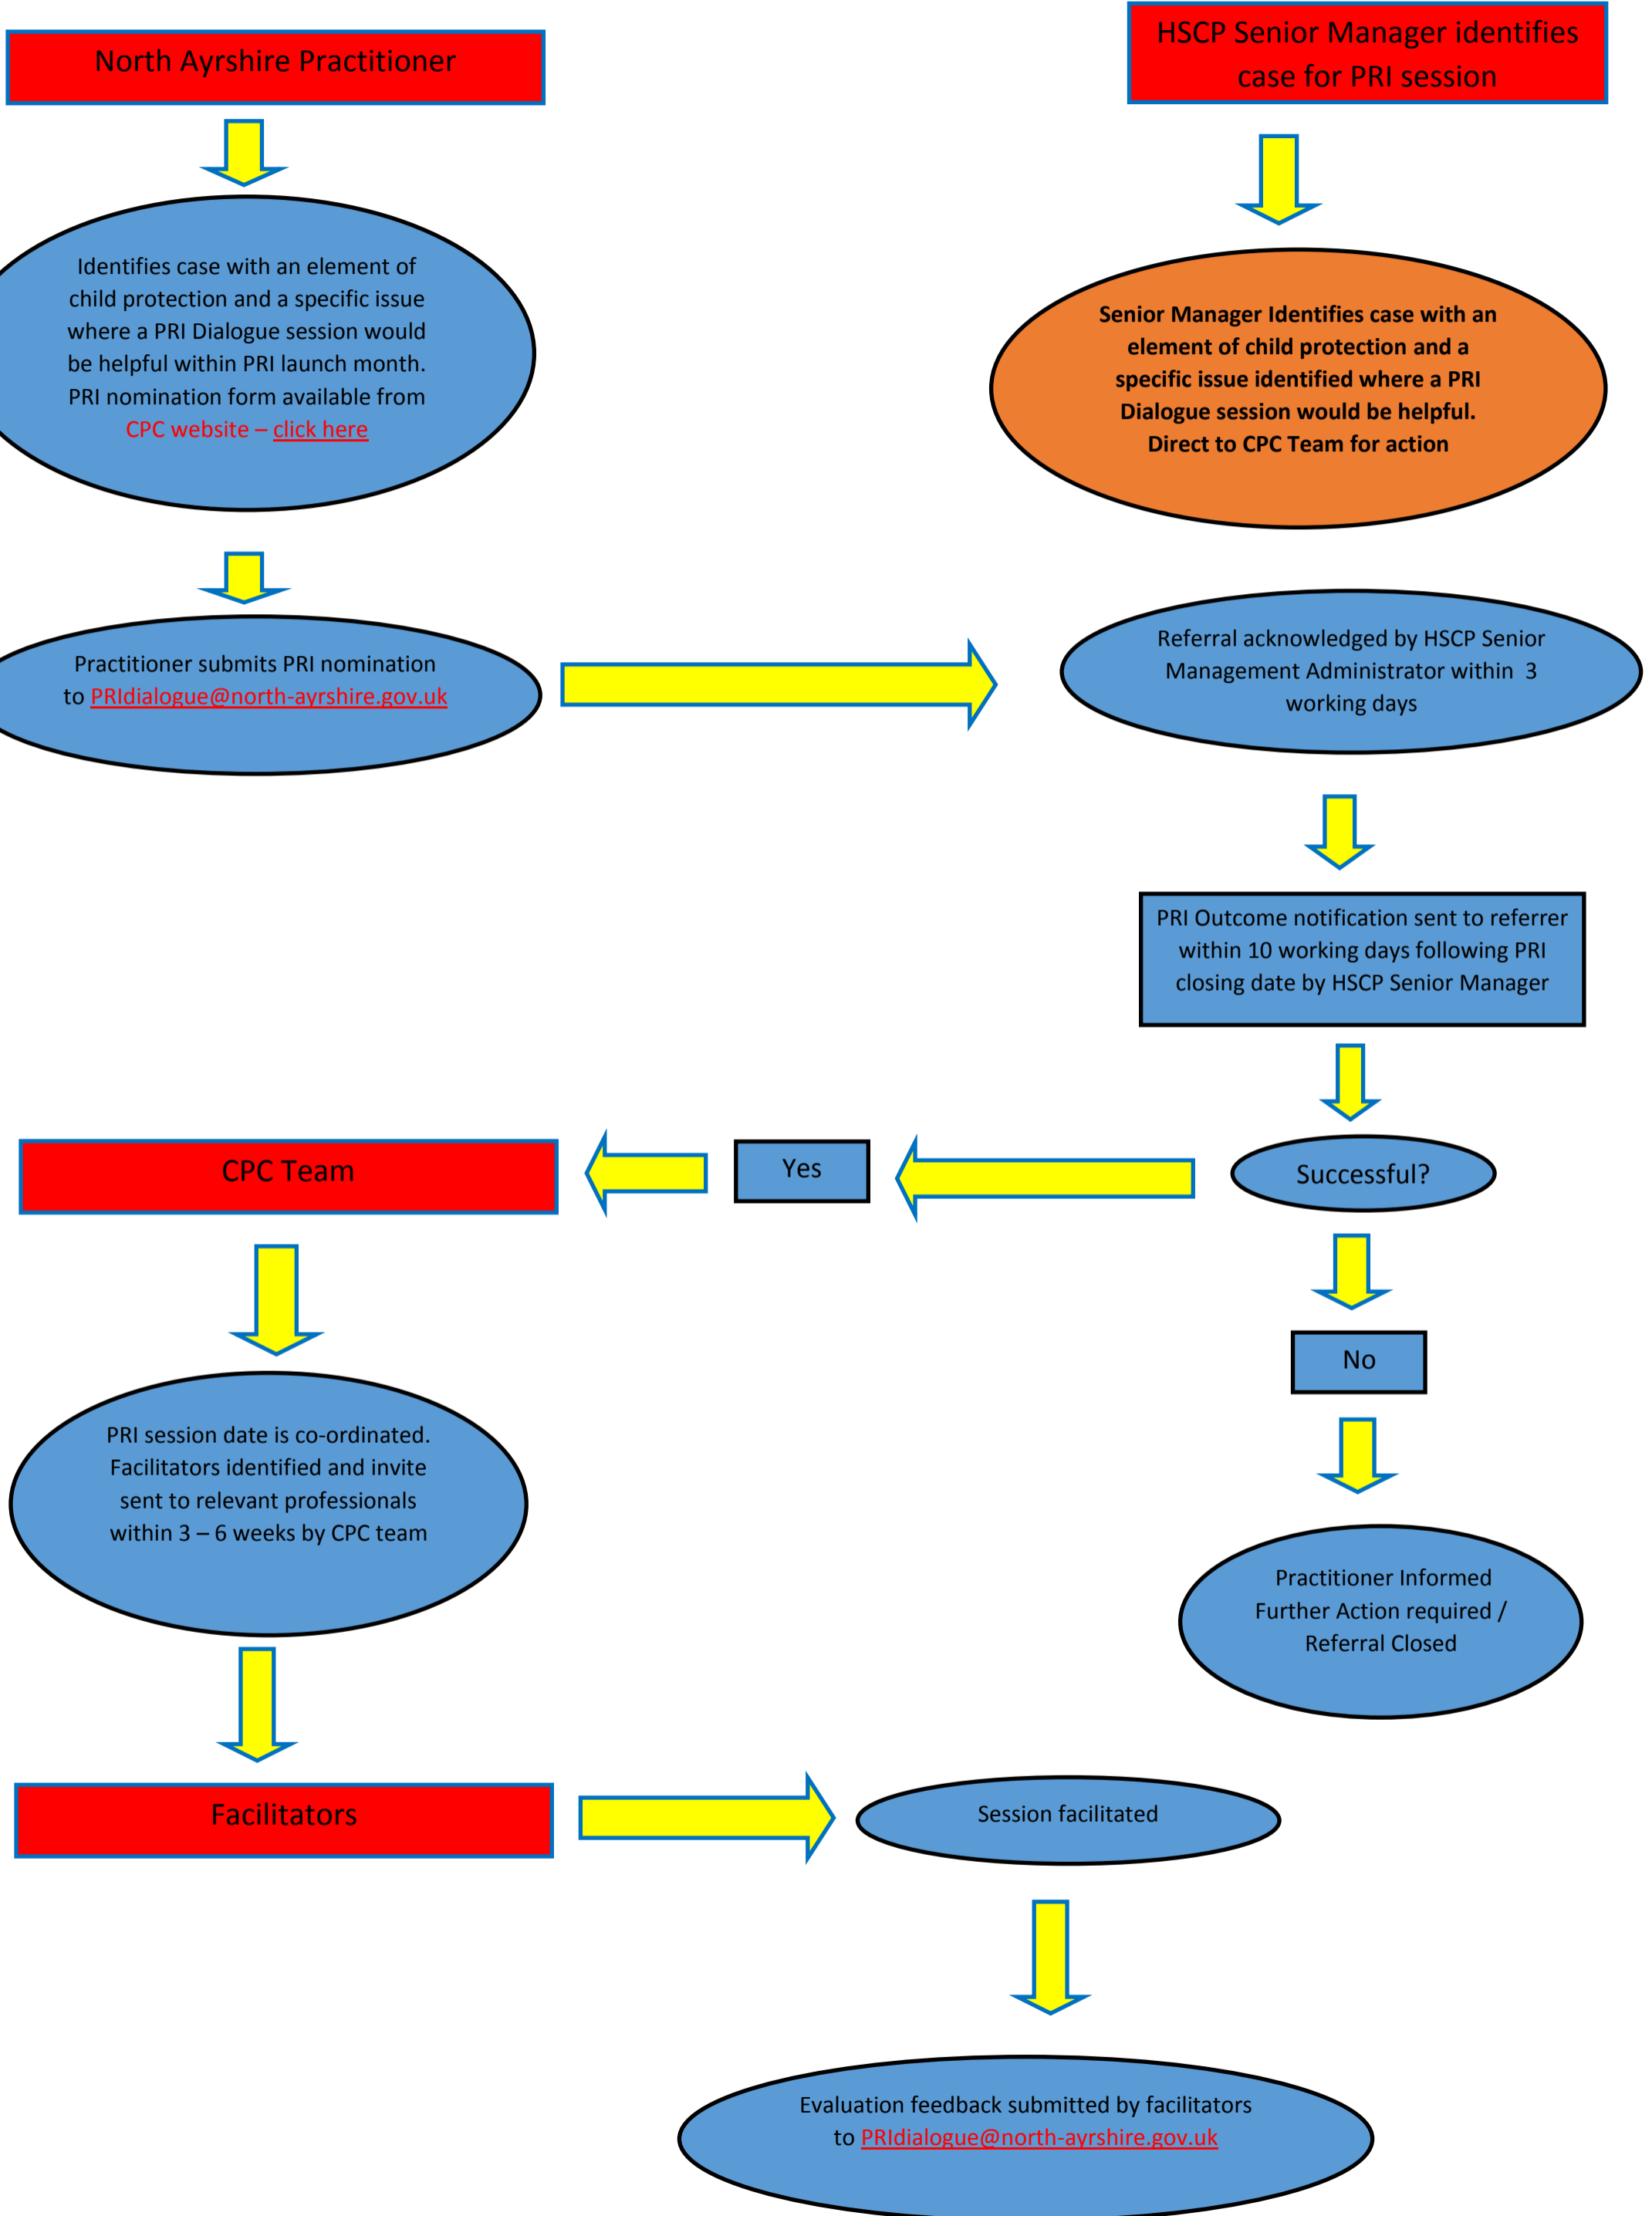 North Ayrshire Practitioner
HSCP Senior Manager identifies
case for PRI session
Identifies case with an element of
child protection and a specific issue
where a PRI Dialogue session would
be helpful within PRI launch month.
PRI nomination form available from
CPC website – click here
Senior Manager Identifies case with an
element of child protection and a
specific issue identified where a PRI
Dialogue session would be helpful.
Direct to CPC Team for action
Practitioner submits PRI nomination
to PRIdialogue@north-ayrshire.gov.uk
Referral acknowledged by HSCP Senior
Management Administrator within  3
working days
PRI Outcome notification sent to referrer
within 10 working days following PRI
closing date by HSCP Senior Manager
Successful?
Yes
CPC Team
No
PRI session date is co-ordinated.
Facilitators identified and invite
sent to relevant professionals
within 3 – 6 weeks by CPC team
Practitioner Informed
Further Action required /
Referral Closed
Facilitators
Session facilitated
Evaluation feedback submitted by facilitators
to PRIdialogue@north-ayrshire.gov.uk